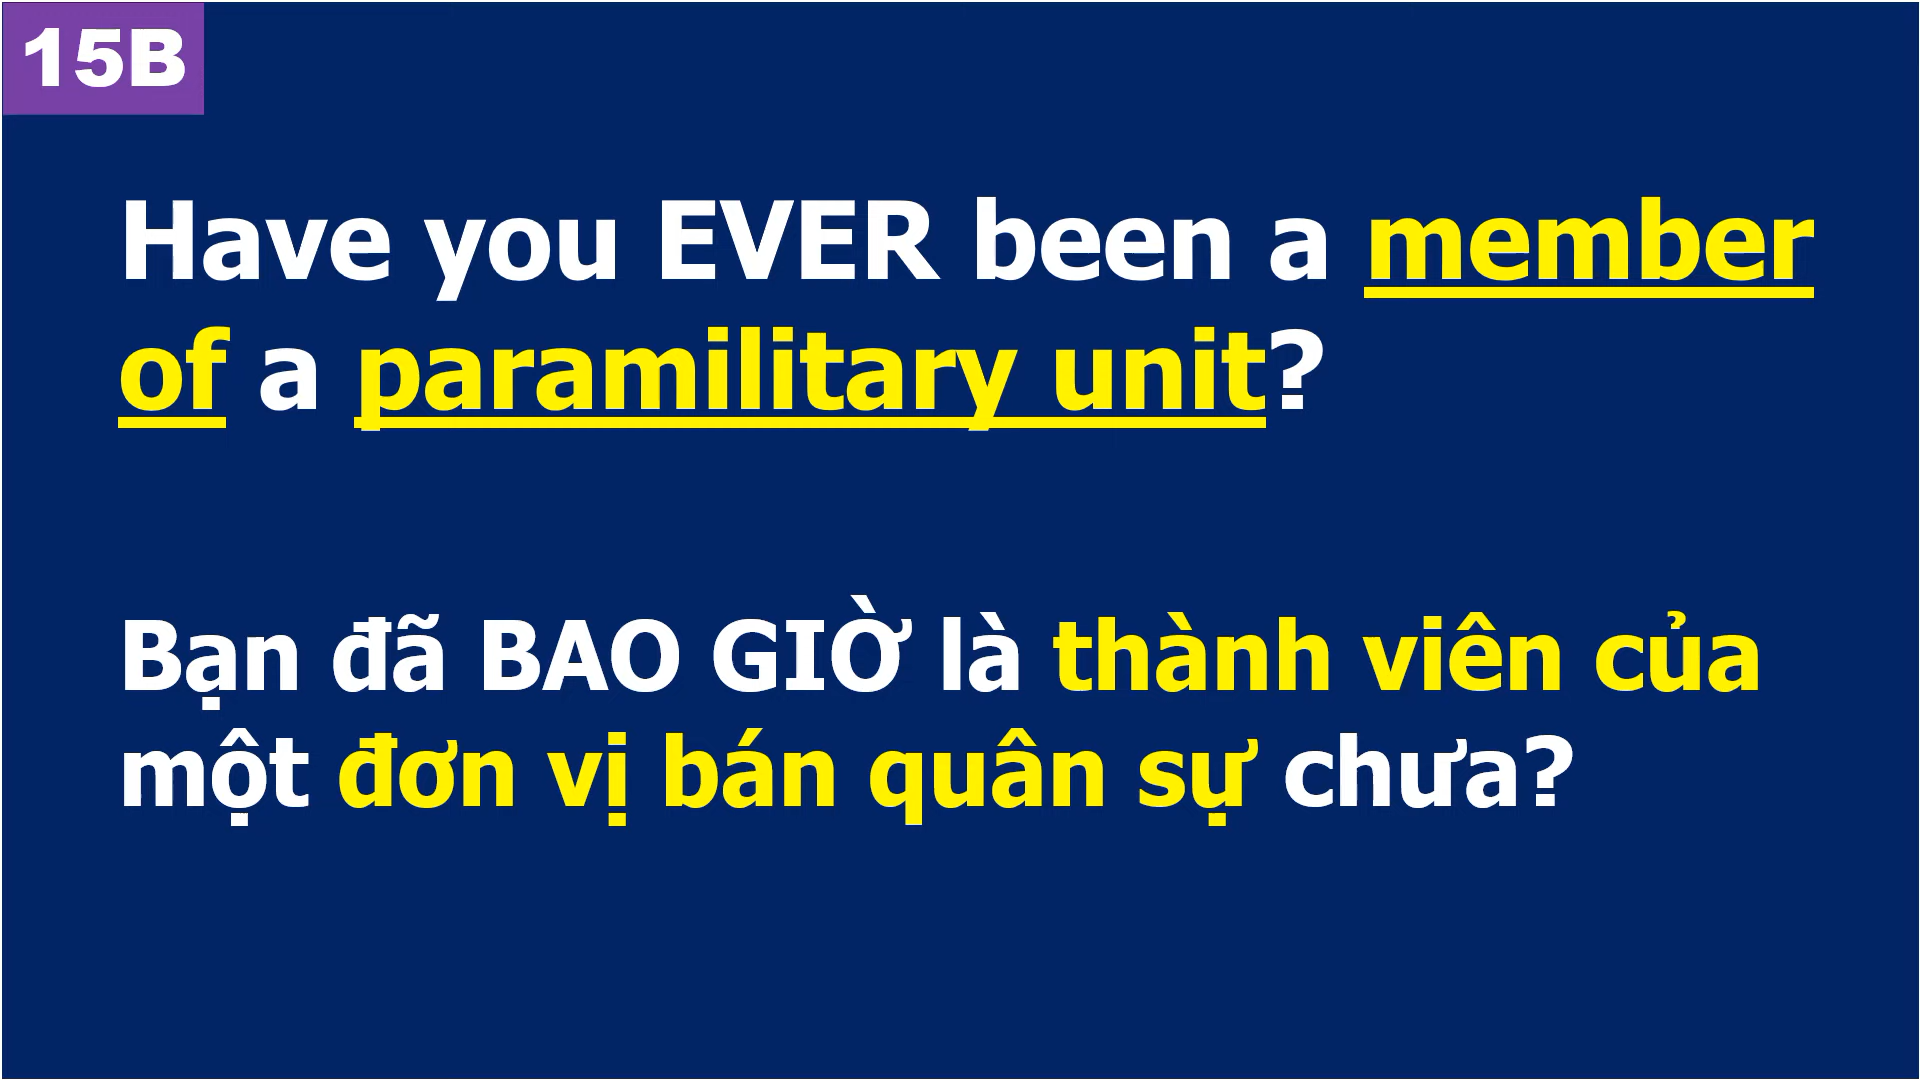 15B
Have you EVER been a member
of a paramilitary unit?
Bạn đã BAO GIỜ là thành viên của
một đơn vị bán quân sự chưa?